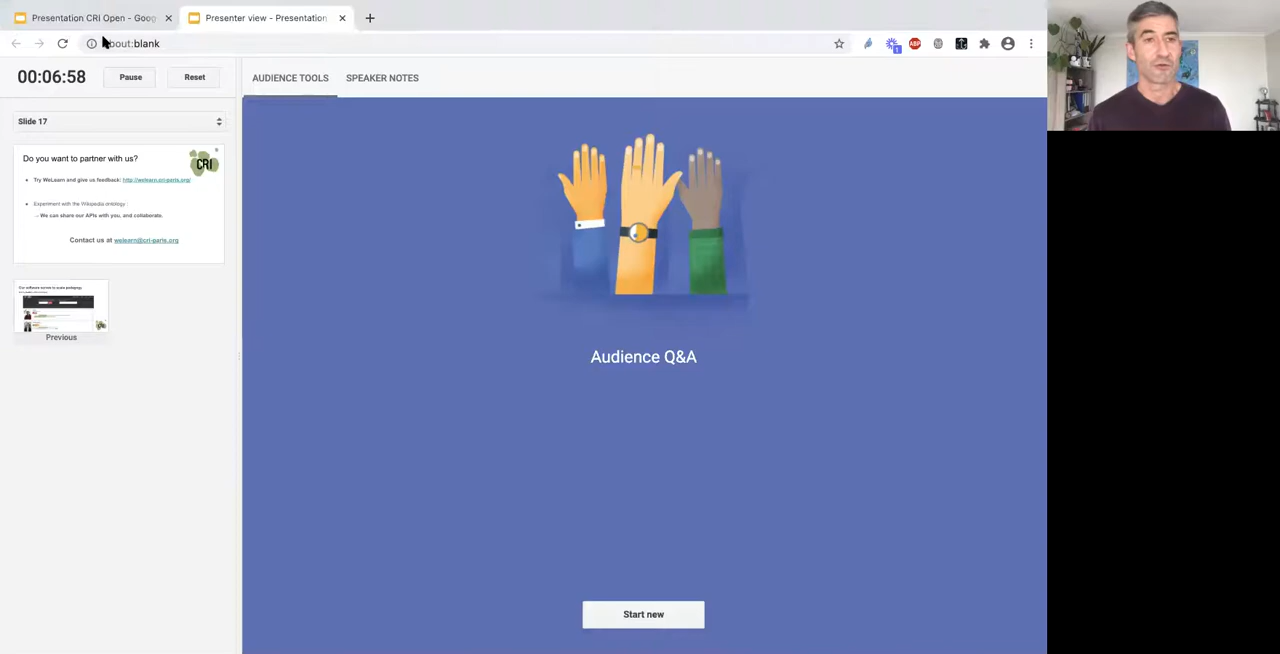 Presentation CRI Open - Goog
Presenter view - Presentation
bout:blank
00:06:58
Pause
Reset
AUDIENCE TOOLS
SPEAKER NOTES
Slide 17
Do you want to partner with us?
CRI
Try WeLearn and give us feedback: http://welearn.cri-paris.org/
Experiment with the Wikipedia ontology :
→ We can share our APIs with you, and collaborate.
Contact us at welearn@cri-paris.org
Previous
Audience Q&A
Start new
1
ABP